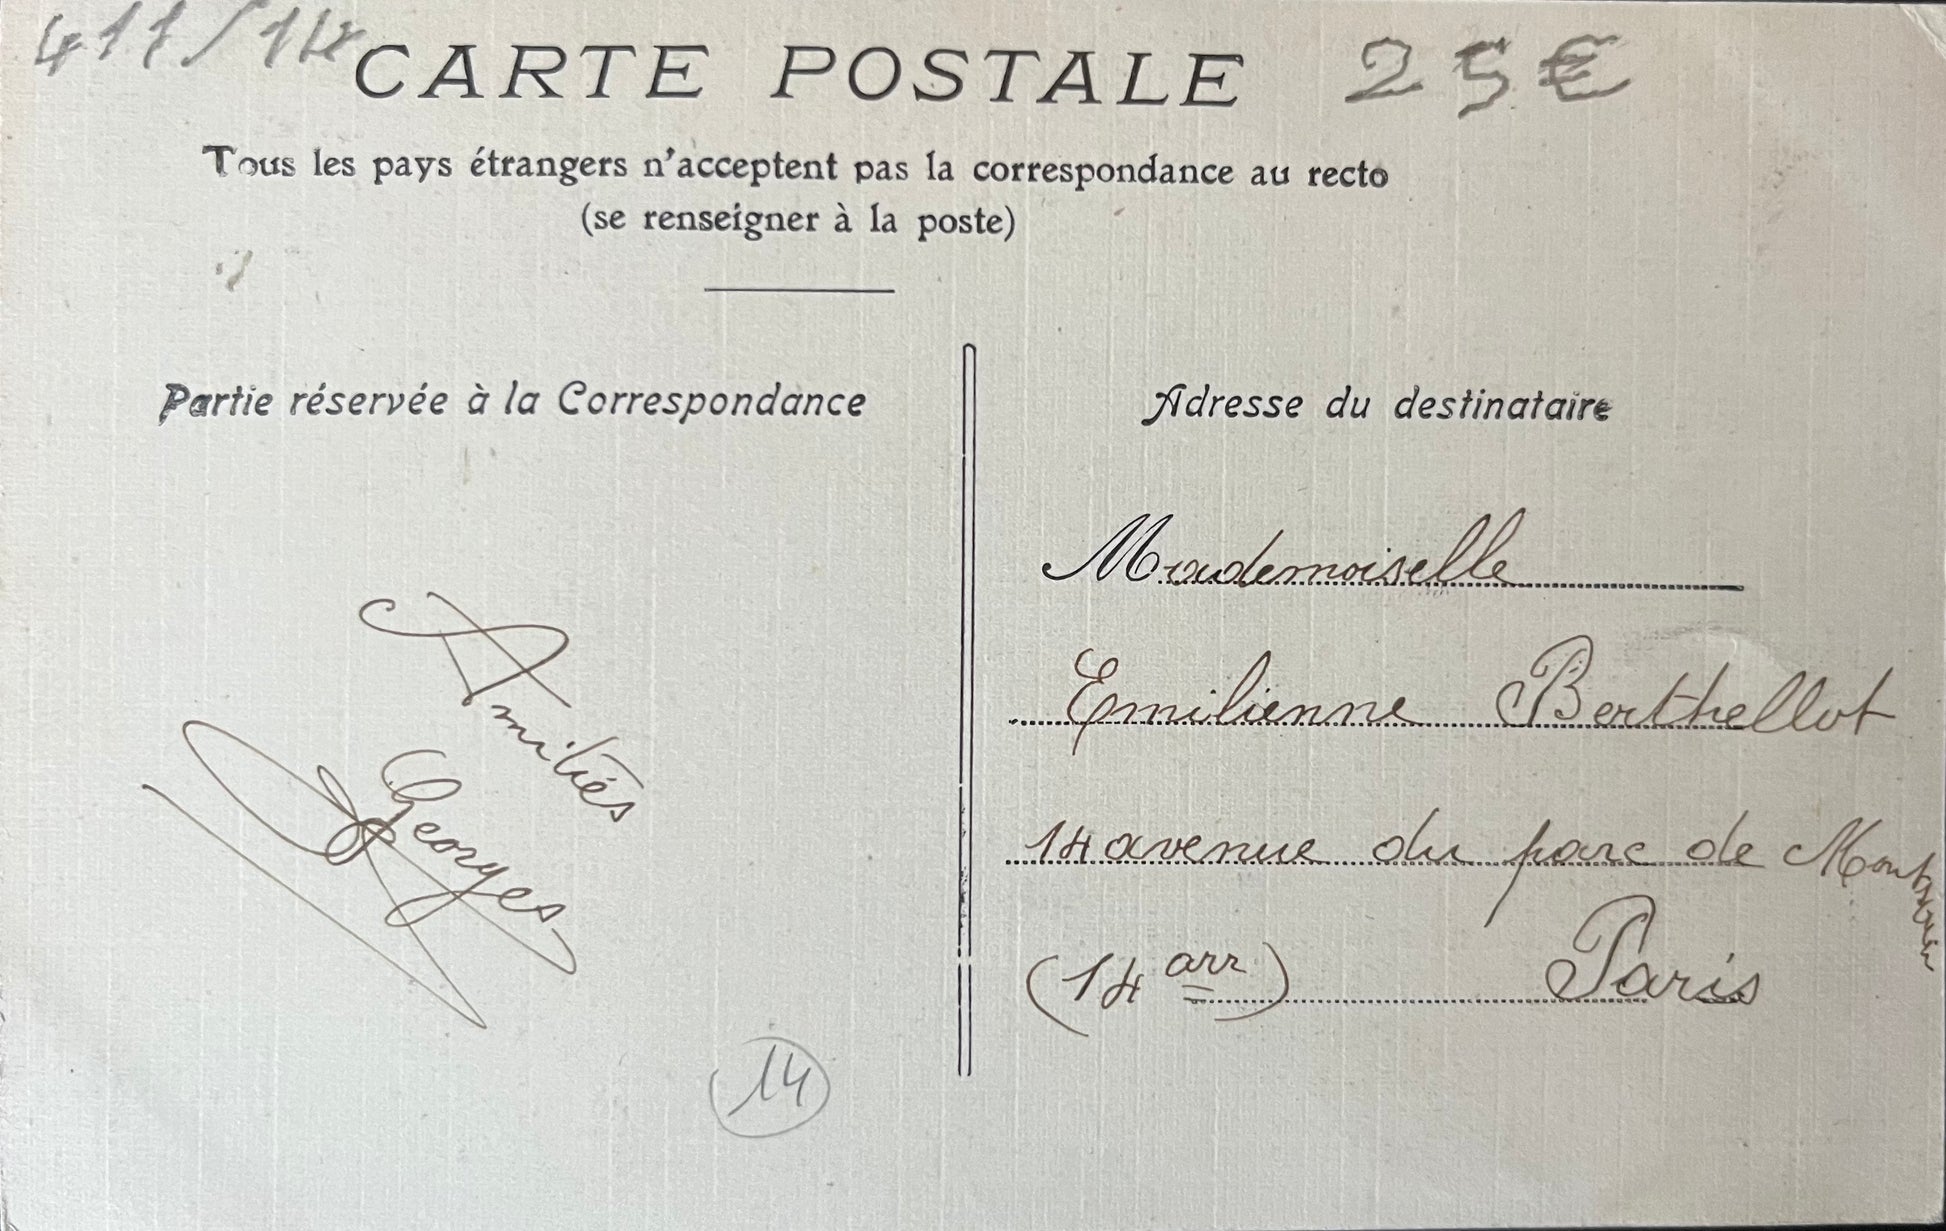 411/14
CARTE POSTALE
25€
Tous les pays étrangers n'acceptent pas la correspondance au recto
(se renseigner à la poste)
Partie réservée à la Correspondance
Amitiés
Georges
14
Adresse du destinataire
Mademoiselle
Emilienne Berthellot
14 avenue du parc de Montsouris
(14 arr) Paris